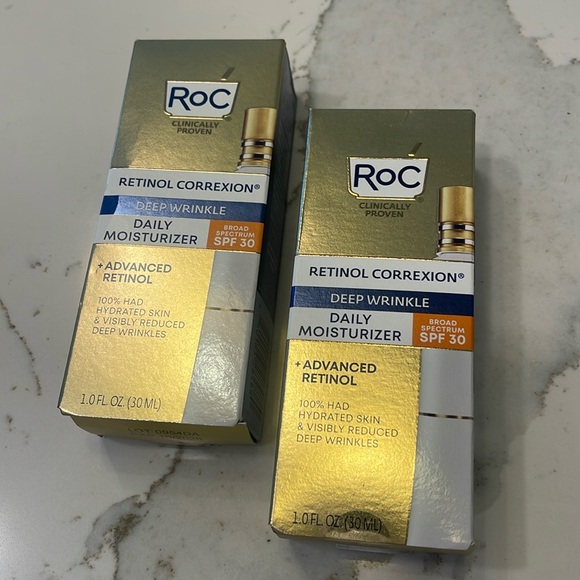 RoC
CLINICALLY
PROVEN
RETINOL CORREXION®
DEEP WRINKLE
DAILY
MOISTURIZER
BROAD
SPECTRUM
SPF 30
+ADVANCED
RETINOL
100% HAD
HYDRATED SKIN
& VISIBLY REDUCED
DEEP WRINKLES
1.0 FL. OZ. (30 ML)
RoC
CLINICALLY
PROVEN
RETINOL CORREXION®
DEEP WRINKLE
DAILY
MOISTURIZER
BROAD
SPECTRUM
SPF 30
+ADVANCED
RETINOL
100% HAD
HYDRATED SKIN
& VISIBLY REDUCED
DEEP WRINKLES
1.0 FL. OZ. (30 ML)